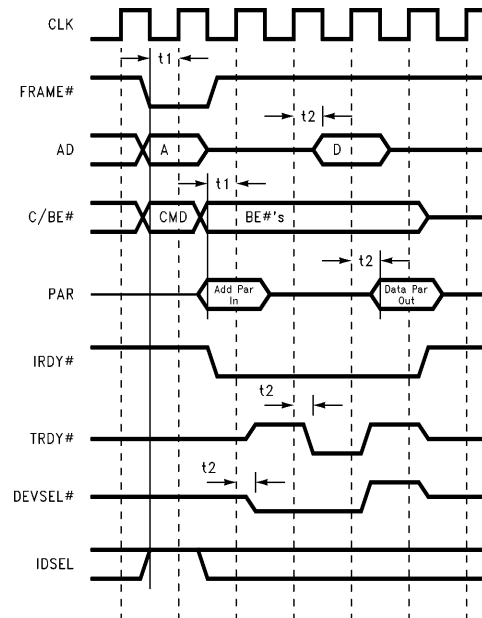 CLK
t1
FRAME#
t2
AD
A
D
t1
C/BE#
CMD
BE#'s
t2
PAR
Add Par
In
Data Par
Out
IRDY#
t2
TRDY#
t2
DEVSEL#
IDSEL